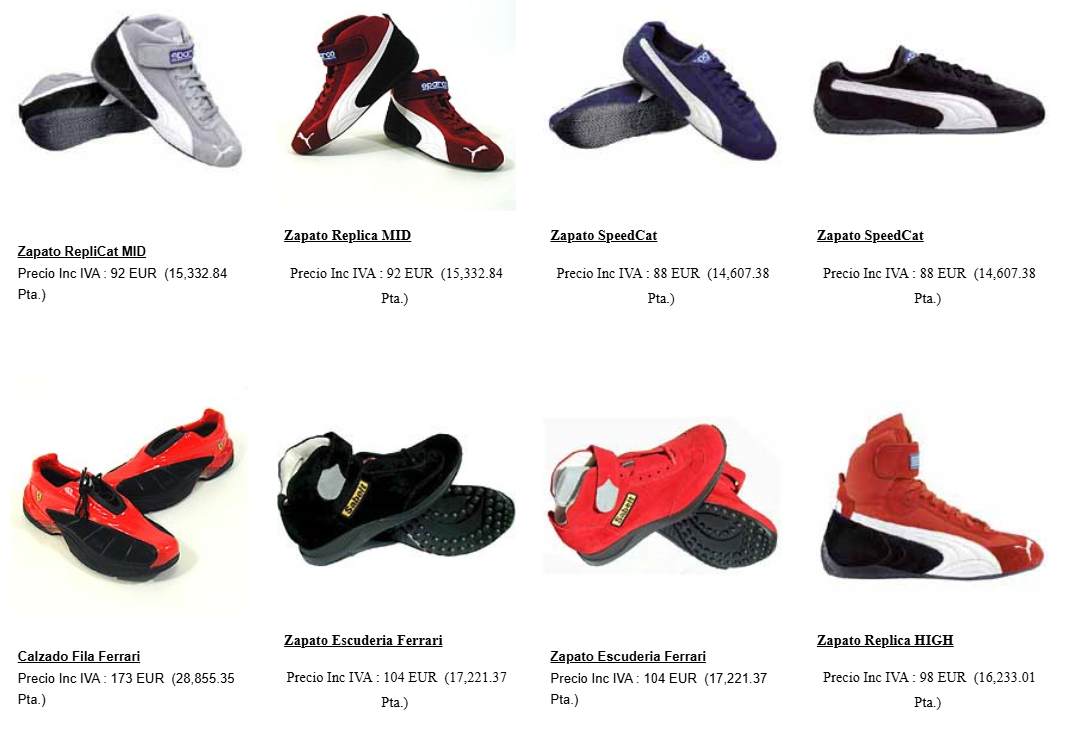 Zapato RepliCat MID
Precio Inc IVA : 92 EUR (15,332.84
Pta.)
Zapato Replica MID
Precio Inc IVA : 92 EUR (15,332.84
Pta.)
Zapato SpeedCat
Precio Inc IVA : 88 EUR (14,607.38
Pta.)
Zapato SpeedCat
Precio Inc IVA : 88 EUR (14,607.38
Pta.)
Calzado Fila Ferrari
Precio Inc IVA : 173 EUR (28,855.35
Pta.)
Sabelt
Zapato Escuderia Ferrari
Precio Inc IVA : 104 EUR (17,221.37
Pta.)
Sabelt
Zapato Escuderia Ferrari
Precio Inc IVA : 104 EUR (17,221.37
Pta.)
Zapato Replica HIGH
Precio Inc IVA : 98 EUR (16,233.01
Pta.)